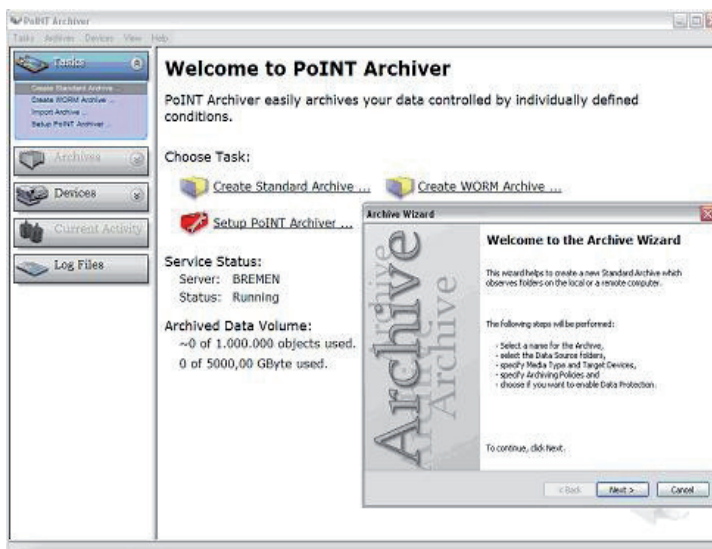 PoINT Archiver
Tasks Archives Devices View Help
Tasks
Create Standard Archive ...
Create WORM Archive ...
Import Archive ...
Setup PoINT Archiver ...
Archives
Devices
Current Activity
Log Files
Welcome to PoINT Archiver
PoINT Archiver easily archives your data controlled by individually defined
conditions.
Choose Task:
Create Standard Archive ... Create WORM Archive ...
Setup PoINT Archiver ...
Service Status:
Server: BREMEN
Status: Running
Archived Data Volume:
~0 of 1.000.000 objects used.
0 of 5000,00 GByte used.
Archive Wizard
Archive
Archive
Archive
Welcome to the Archive Wizard
This wizard helps to create a new Standard Archive which
observes folders on the local or a remote computer.
The following steps will be performed:
- Select a name for the Archive,
- select the Data Source folders,
- specify Media Type and Target Devices,
- specify Archiving Policies and
- choose if you want to enable Data Protection.
To continue, click Next.
< Back Next > Cancel